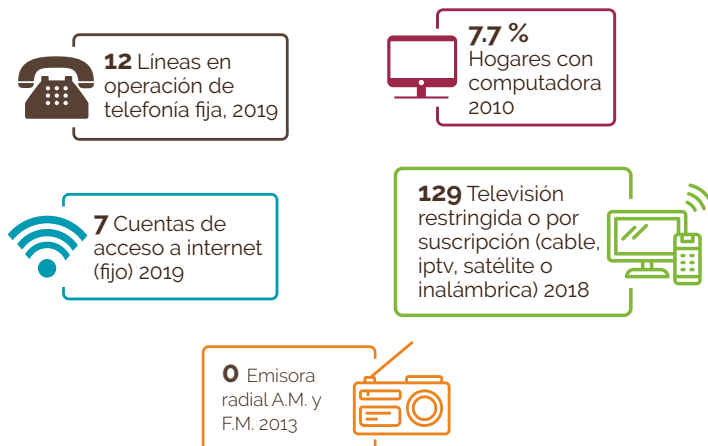 12 Líneas en
operación de
telefonía fija, 2019
7.7 %
Hogares con
computadora
2010
7 Cuentas de
acceso a internet
(fijo) 2019
129 Televisión
restringida o por
suscripción (cable,
iptv, satélite o
inalámbrica) 2018
0 Emisora
radial A.M. y
F.M. 2013